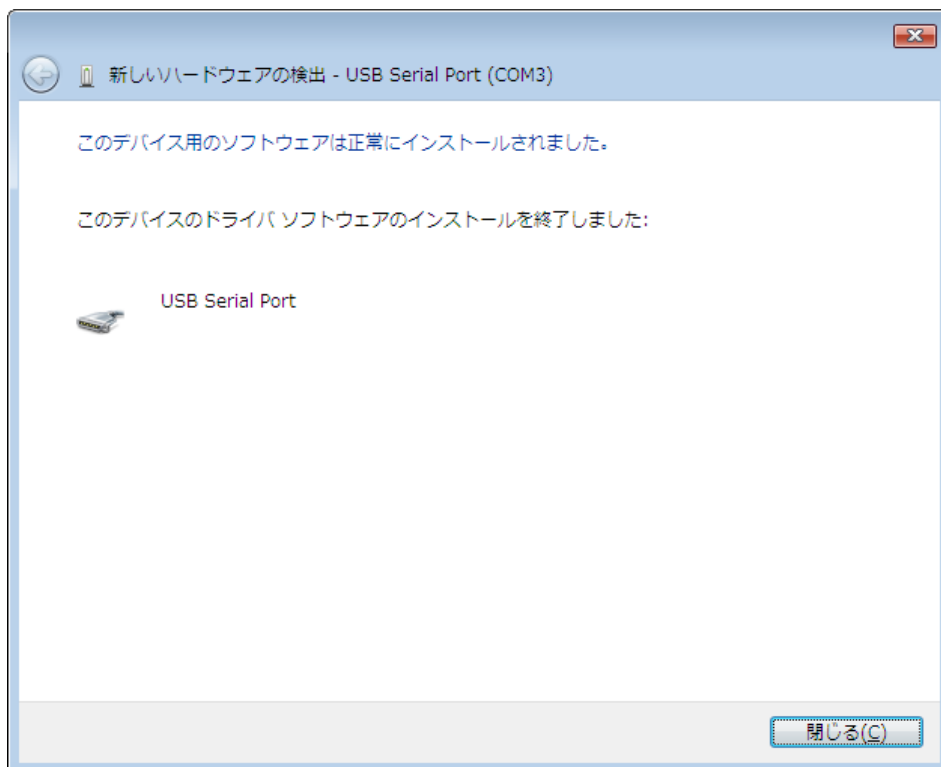 新しいハードウェアの検出 - USB Serial Port (COM3)
このデバイス用のソフトウェアは正常にインストールされました。
このデバイスのドライバ ソフトウェアのインストールを終了しました:
USB Serial Port
閉じる(C)